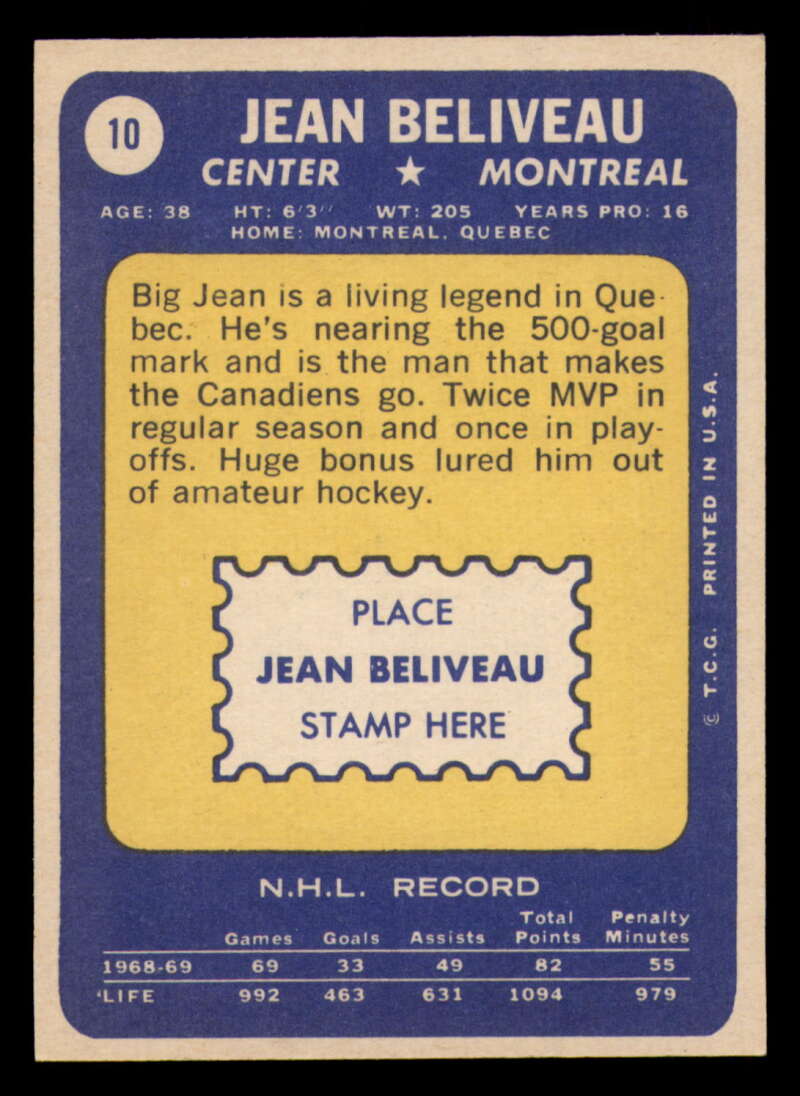 10
JEAN BELIVEAU
CENTER ★ MONTREAL
AGE: 38 HT: 6'3" WT: 205 YEARS PRO: 16
HOME: MONTREAL, QUEBEC
Big Jean is a living legend in Que-
bec. He's nearing the 500-goal
mark and is the man that makes
the Canadiens go. Twice MVP in
regular season and once in play-
offs. Huge bonus lured him out
of amateur hockey.
PLACE
JEAN BELIVEAU
STAMP HERE
© T.C.G. PRINTED IN U.S.A.
N.H.L. RECORD
Games Goals Assists Total Points Penalty Minutes
1968-69 69 33 49 82 55
LIFE 992 463 631 1094 979